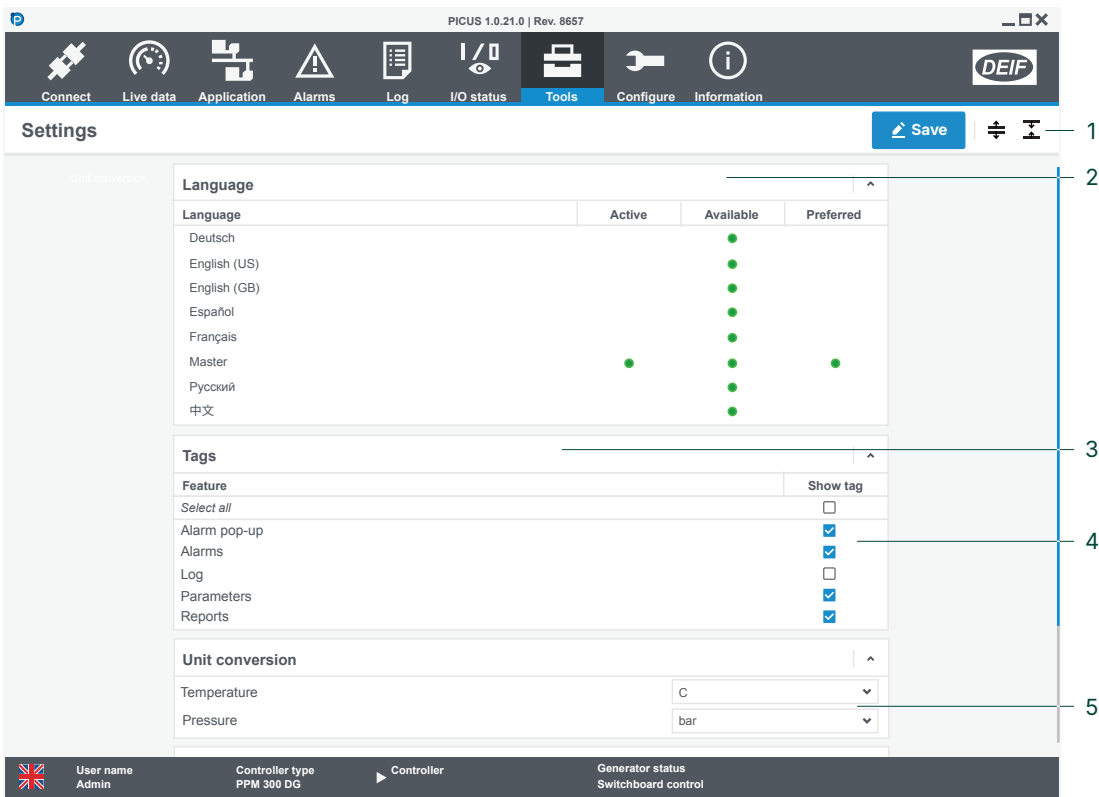 PICUS 1.0.21.0 | Rev. 8657
Connect Live data Application Alarms Log I/O status Tools Configure Information
DEIF
Settings
Save
1
Unit conversion
Language
2
Language Active Available Preferred
Deutsch
English (US)
English (GB)
Español
Français
Master
Русский
中文
Tags
3
Feature Show tag
Select all
Alarm pop-up
4
Alarms
Log
Parameters
Reports
Unit conversion
Temperature C
5
Pressure bar
User name Controller type Controller Generator status
Admin PPM 300 DG Switchboard control